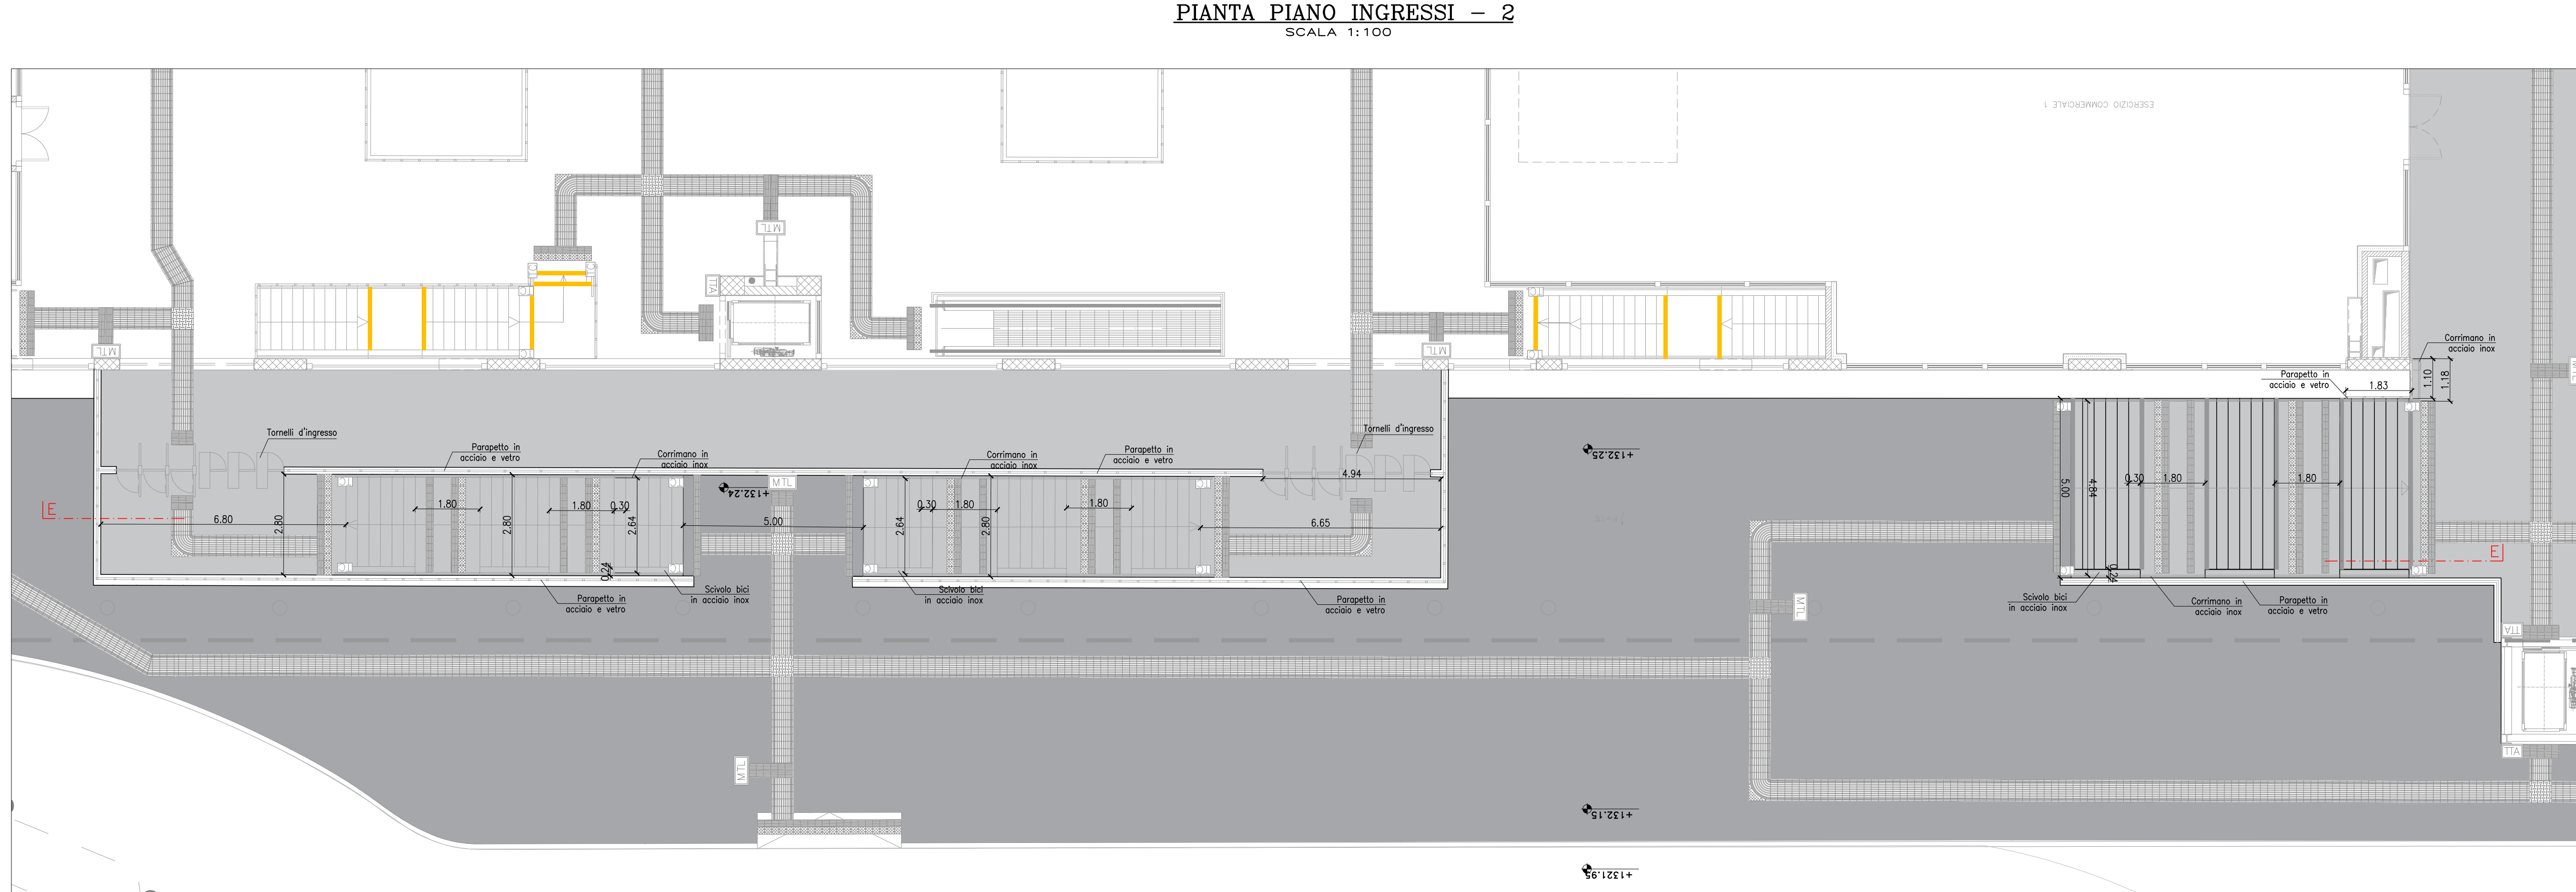 PIANTA PIANO INGRESSI – 2
SCALA 1:100
ESERCIZIO COMMERCIALE 1
MTL
TTA
MTL
MTL
MTL
Corrimano in
acciaio inox
Parapetto in
acciaio e vetro
1.83
1.10
1.18
Tornelli d'ingresso
Parapetto in
acciaio e vetro
Corrimano in
acciaio inox
Corrimano in
acciaio inox
Parapetto in
acciaio e vetro
Tornelli d'ingresso
4.94
+132.25
+132.24
MTL
E
6.80
2.80
1.80
2.80
1.80
0.30
2.64
0.24
5.00
2.64
0.30
1.80
2.80
1.80
6.65
5.00
4.84
0.30
1.80
1.80
E
0.24
Parapetto in
acciaio e vetro
Scivolo bici
in acciaio inox
Scivolo bici
in acciaio inox
Parapetto in
acciaio e vetro
MTL
Scivolo bici
in acciaio inox
Corrimano in
acciaio inox
Parapetto in
acciaio e vetro
TTA
MTL
TTA
+132.15
+1321.95